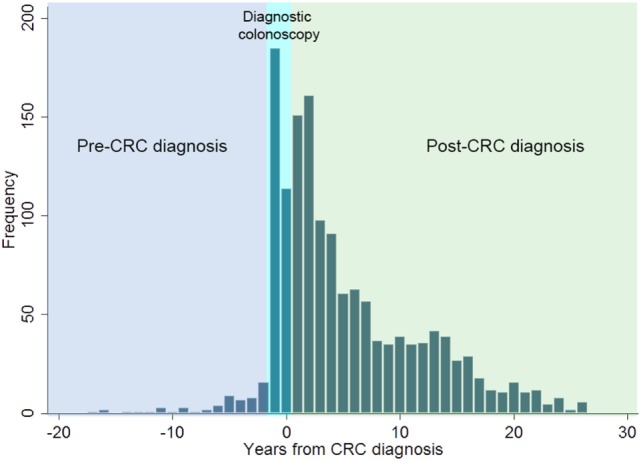 Diagnostic
colonoscopy
Pre-CRC diagnosis
Post-CRC diagnosis
Frequency
200
150
100
50
0
-20
-10
0
10
20
30
Years from CRC diagnosis